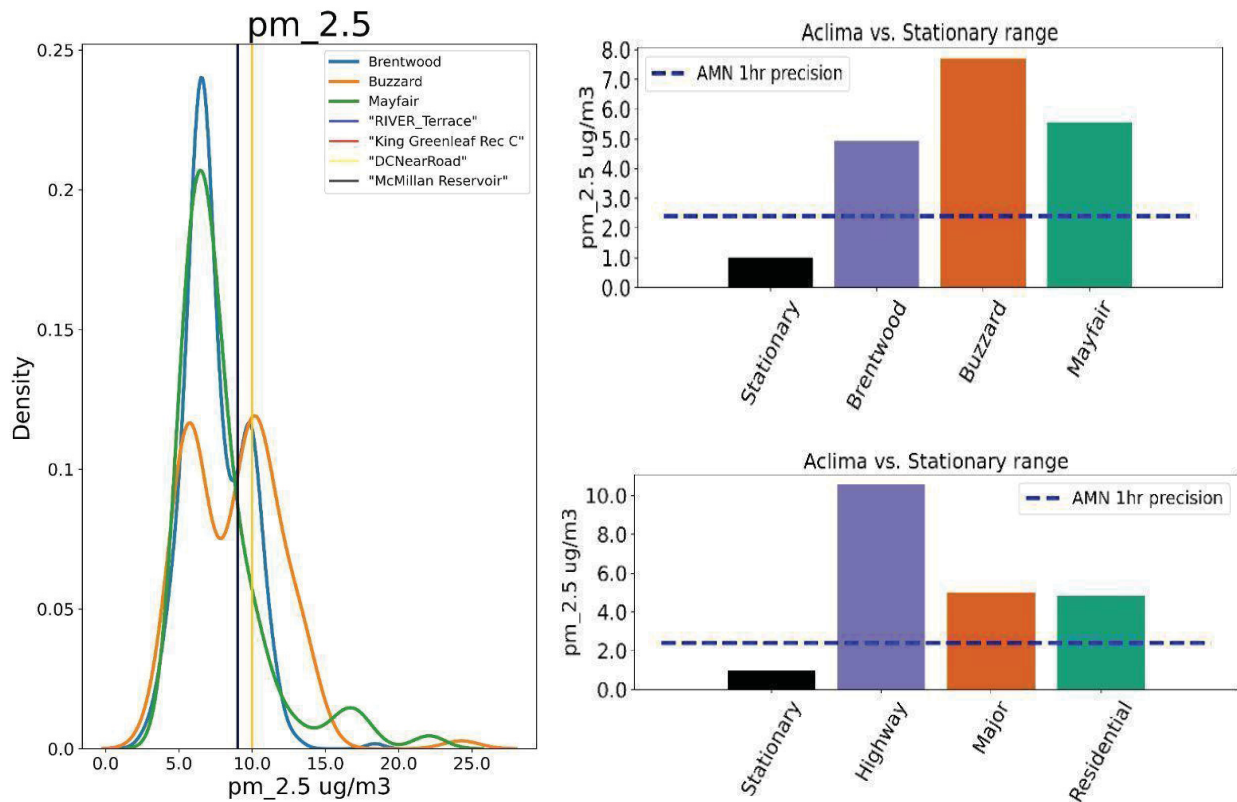 pm_2.5
0.25
0.20
0.15
0.10
0.05
0.0
Density
0.0 5.0 10.0 15.0 20.0 25.0
pm_2.5 ug/m3
Brentwood
Buzzard
Mayfair
"RIVER_Terrace"
"King Greenleaf Rec C"
"DCNearRoad"
"McMillan Reservoir"
Aclima vs. Stationary range
8.0
7.0
6.0
5.0
4.0
3.0
2.0
1.0
0.0
pm_2.5 ug/m3
AMN 1hr precision
Stationary
Brentwood
Buzzard
Mayfair
Aclima vs. Stationary range
10.0
8.0
6.0
4.0
2.0
0.0
pm_2.5 ug/m3
AMN 1hr precision
Stationary
Highway
Major
Residential